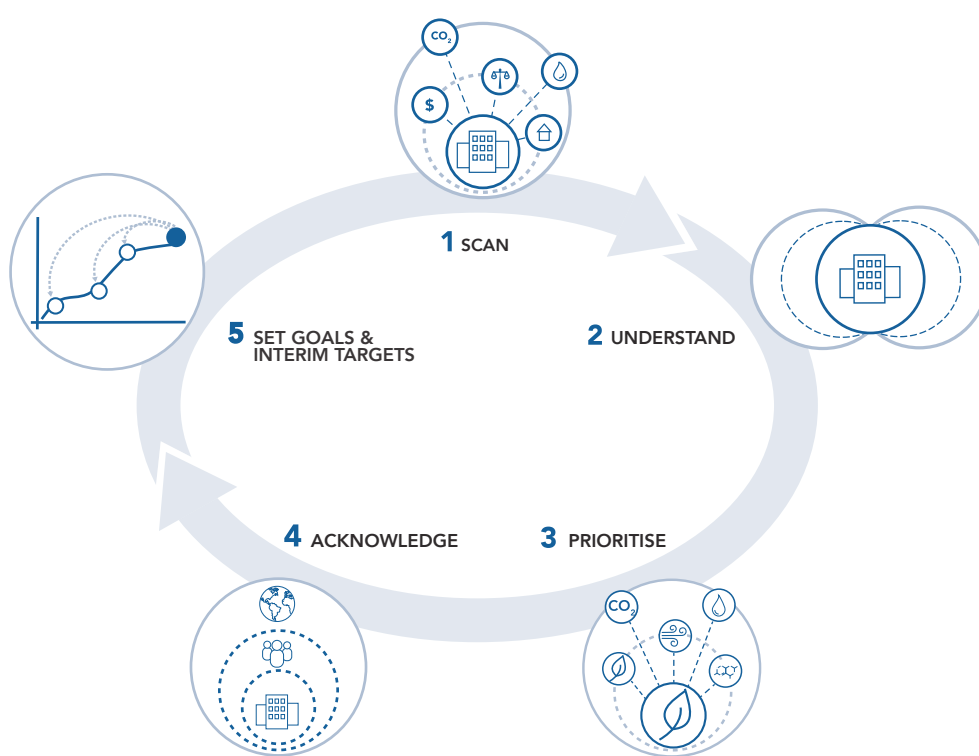 CO₂
$
1 SCAN
2 UNDERSTAND
5 SET GOALS &
INTERIM TARGETS
4 ACKNOWLEDGE
3 PRIORITISE
CO₂